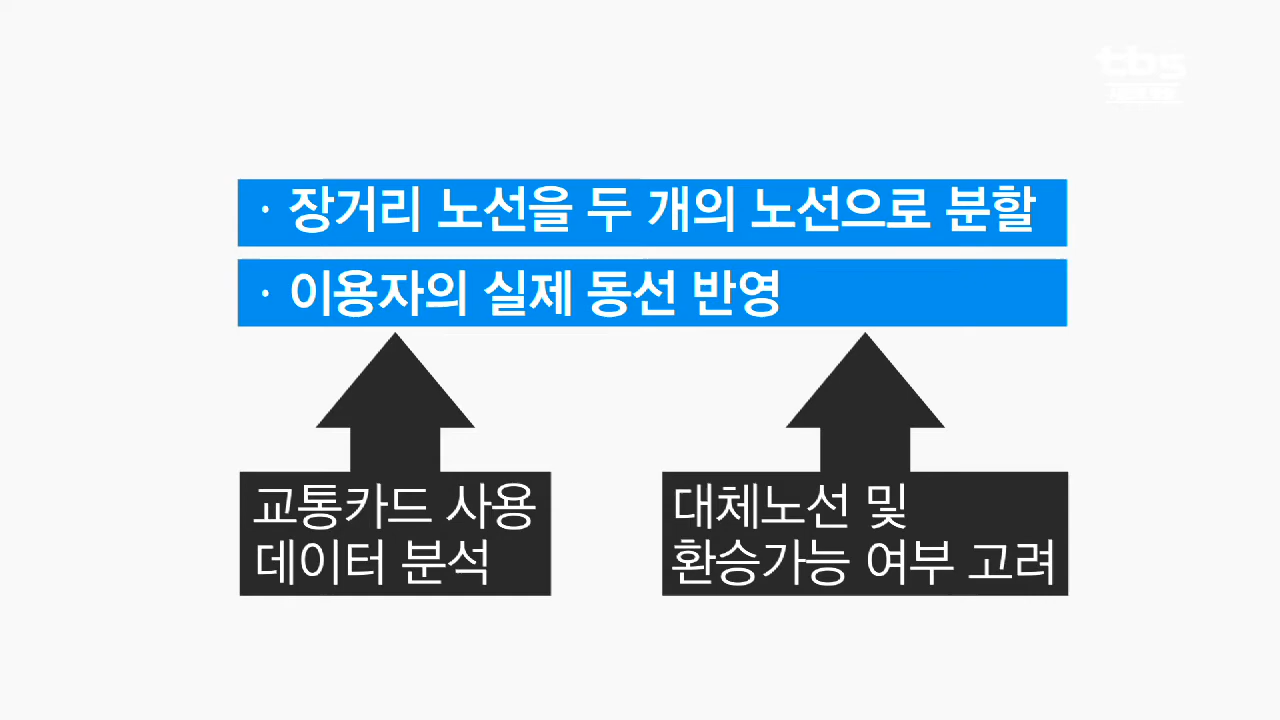 tbs
· 장거리 노선을 두 개의 노선으로 분할
· 이용자의 실제 동선 반영
교통카드 사용
데이터 분석
대체노선 및
환승가능 여부 고려